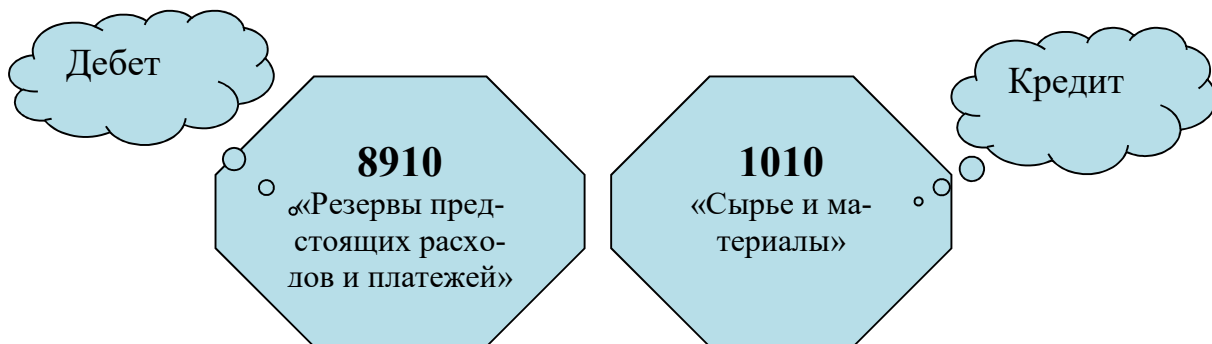 Дебет
Кредит
8910
«Резервы пред-
стоящих расхо-
дов и платежей»
1010
«Сырье и ма-
териалы»